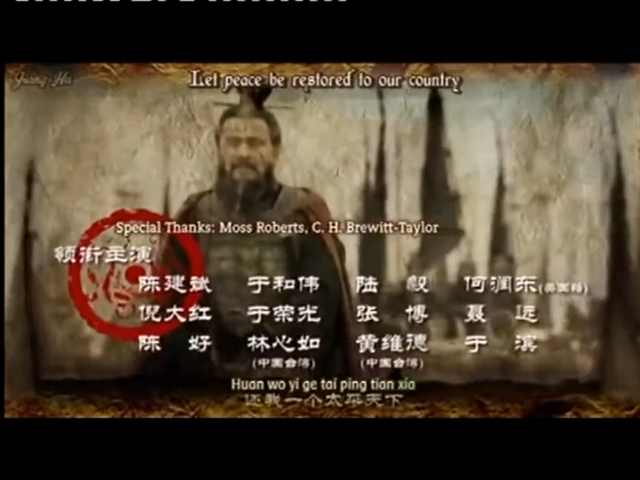 Let peace be restored to our country
Special Thanks: Moss Roberts, C. H. Brewitt-Taylor
领衔主演
陈建斌 于和伟 陆毅 何润东(美国籍)
倪大红 于荣光 张博 聂远
陈好 林心如 黄维德 于滨
(中国台湾) (中国台湾)
Huan wo yi ge tai ping tian xia
还我一个太平天下